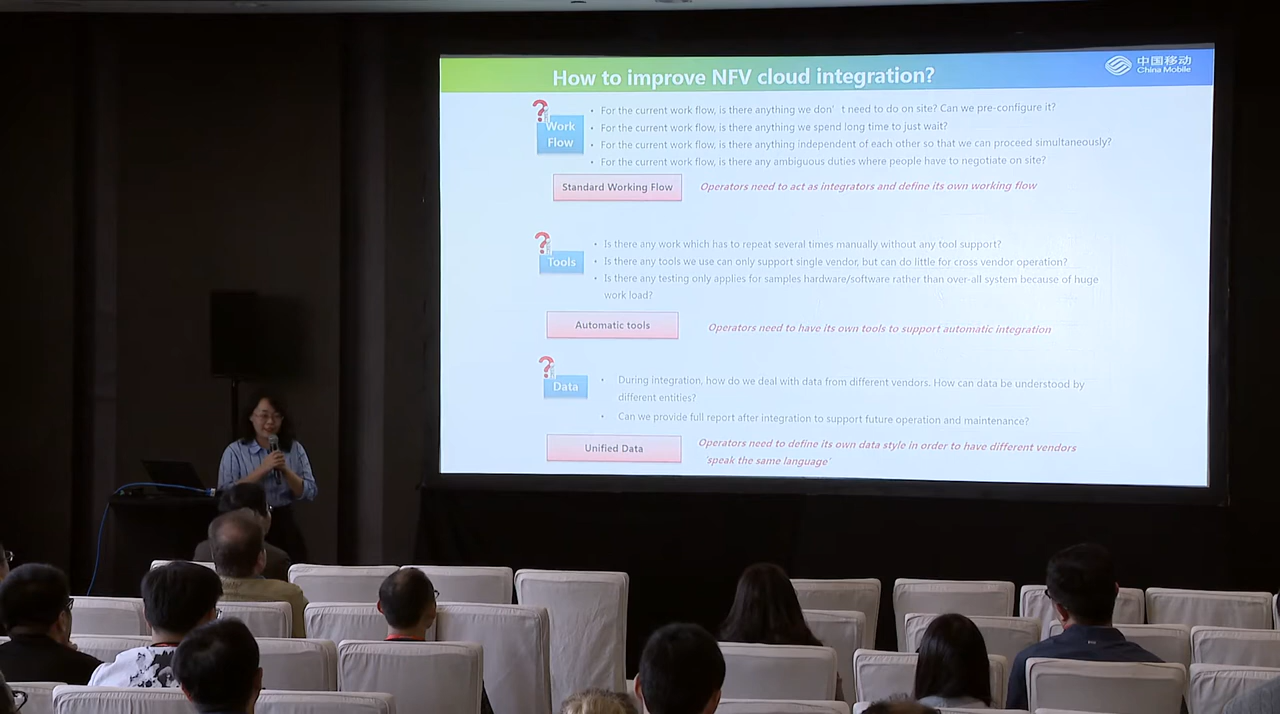 How to improve NFV cloud integration?
中国移动
China Mobile
Work
Flow
• For the current work flow, is there anything we don't need to do on site? Can we pre-configure it?
• For the current work flow, is there anything we spend long time to just wait?
• For the current work flow, is there anything independent of each other so that we can proceed simultaneously?
• For the current work flow, is there any ambiguous duties where people have to negotiate on site?
Standard Working Flow
Operators need to act as integrators and define its own working flow
Tools
• Is there any work which has to repeat several times manually without any tool support?
• Is there any tools we use can only support single vendor, but can do little for cross vendor operation?
• Is there any testing only applies for samples hardware/software rather than over-all system because of huge
work load?
Automatic tools
Operators need to have its own tools to support automatic integration
Data
• During integration, how do we deal with data from different vendors. How can data be understood by
different entities?
• Can we provide full report after integration to support future operation and maintenance?
Unified Data
Operators need to define its own data style in order to have different vendors
'speak the same language'